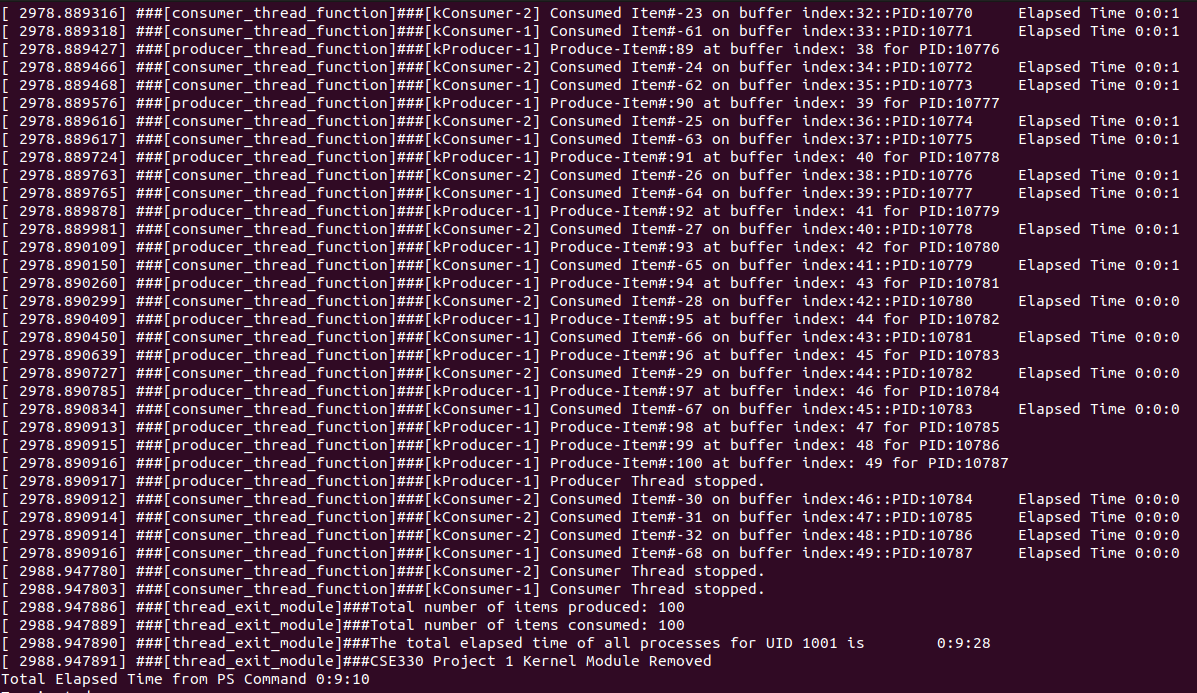 [ 2978.889316] ###[consumer_thread_function]###[kConsumer-2] Consumed Item#-23 on buffer index:32::PID:10770     Elapsed Time 0:0:1
[ 2978.889318] ###[consumer_thread_function]###[kConsumer-1] Consumed Item#-61 on buffer index:33::PID:10771     Elapsed Time 0:0:1
[ 2978.889427] ###[producer_thread_function]###[kProducer-1] Produce-Item#:89 at buffer index: 38 for PID:10776
[ 2978.889466] ###[consumer_thread_function]###[kConsumer-2] Consumed Item#-24 on buffer index:34::PID:10772     Elapsed Time 0:0:1
[ 2978.889468] ###[consumer_thread_function]###[kConsumer-1] Consumed Item#-62 on buffer index:35::PID:10773     Elapsed Time 0:0:1
[ 2978.889576] ###[producer_thread_function]###[kProducer-1] Produce-Item#:90 at buffer index: 39 for PID:10777
[ 2978.889616] ###[consumer_thread_function]###[kConsumer-2] Consumed Item#-25 on buffer index:36::PID:10774     Elapsed Time 0:0:1
[ 2978.889617] ###[consumer_thread_function]###[kConsumer-1] Consumed Item#-63 on buffer index:37::PID:10775     Elapsed Time 0:0:1
[ 2978.889724] ###[producer_thread_function]###[kProducer-1] Produce-Item#:91 at buffer index: 40 for PID:10778
[ 2978.889763] ###[consumer_thread_function]###[kConsumer-2] Consumed Item#-26 on buffer index:38::PID:10776     Elapsed Time 0:0:1
[ 2978.889765] ###[consumer_thread_function]###[kConsumer-1] Consumed Item#-64 on buffer index:39::PID:10777     Elapsed Time 0:0:1
[ 2978.889878] ###[producer_thread_function]###[kProducer-1] Produce-Item#:92 at buffer index: 41 for PID:10779
[ 2978.889981] ###[consumer_thread_function]###[kConsumer-2] Consumed Item#-27 on buffer index:40::PID:10778     Elapsed Time 0:0:1
[ 2978.890109] ###[producer_thread_function]###[kProducer-1] Produce-Item#:93 at buffer index: 42 for PID:10780
[ 2978.890150] ###[consumer_thread_function]###[kConsumer-1] Consumed Item#-65 on buffer index:41::PID:10779     Elapsed Time 0:0:1
[ 2978.890260] ###[producer_thread_function]###[kProducer-1] Produce-Item#:94 at buffer index: 43 for PID:10781
[ 2978.890299] ###[consumer_thread_function]###[kConsumer-2] Consumed Item#-28 on buffer index:42::PID:10780     Elapsed Time 0:0:0
[ 2978.890409] ###[producer_thread_function]###[kProducer-1] Produce-Item#:95 at buffer index: 44 for PID:10782
[ 2978.890450] ###[consumer_thread_function]###[kConsumer-1] Consumed Item#-66 on buffer index:43::PID:10781     Elapsed Time 0:0:0
[ 2978.890639] ###[producer_thread_function]###[kProducer-1] Produce-Item#:96 at buffer index: 45 for PID:10783
[ 2978.890727] ###[consumer_thread_function]###[kConsumer-2] Consumed Item#-29 on buffer index:44::PID:10782     Elapsed Time 0:0:0
[ 2978.890785] ###[producer_thread_function]###[kProducer-1] Produce-Item#:97 at buffer index: 46 for PID:10784
[ 2978.890834] ###[consumer_thread_function]###[kConsumer-1] Consumed Item#-67 on buffer index:45::PID:10783     Elapsed Time 0:0:0
[ 2978.890913] ###[producer_thread_function]###[kProducer-1] Produce-Item#:98 at buffer index: 47 for PID:10785
[ 2978.890915] ###[producer_thread_function]###[kProducer-1] Produce-Item#:99 at buffer index: 48 for PID:10786
[ 2978.890916] ###[producer_thread_function]###[kProducer-1] Produce-Item#:100 at buffer index: 49 for PID:10787
[ 2978.890917] ###[producer_thread_function]###[kProducer-1] Producer Thread stopped.
[ 2978.890912] ###[consumer_thread_function]###[kConsumer-2] Consumed Item#-30 on buffer index:46::PID:10784     Elapsed Time 0:0:0
[ 2978.890914] ###[consumer_thread_function]###[kConsumer-2] Consumed Item#-31 on buffer index:47::PID:10785     Elapsed Time 0:0:0
[ 2978.890914] ###[consumer_thread_function]###[kConsumer-2] Consumed Item#-32 on buffer index:48::PID:10786     Elapsed Time 0:0:0
[ 2978.890916] ###[consumer_thread_function]###[kConsumer-1] Consumed Item#-68 on buffer index:49::PID:10787     Elapsed Time 0:0:0
[ 2988.947780] ###[consumer_thread_function]###[kConsumer-2] Consumer Thread stopped.
[ 2988.947803] ###[consumer_thread_function]###[kConsumer-1] Consumer Thread stopped.
[ 2988.947886] ###[thread_exit_module]###Total number of items produced: 100
[ 2988.947889] ###[thread_exit_module]###Total number of items consumed: 100
[ 2988.947890] ###[thread_exit_module]###The total elapsed time of all processes for UID 1001 is        0:9:28
[ 2988.947891] ###[thread_exit_module]###CSE330 Project 1 Kernel Module Removed
Total Elapsed Time from PS Command 0:9:10